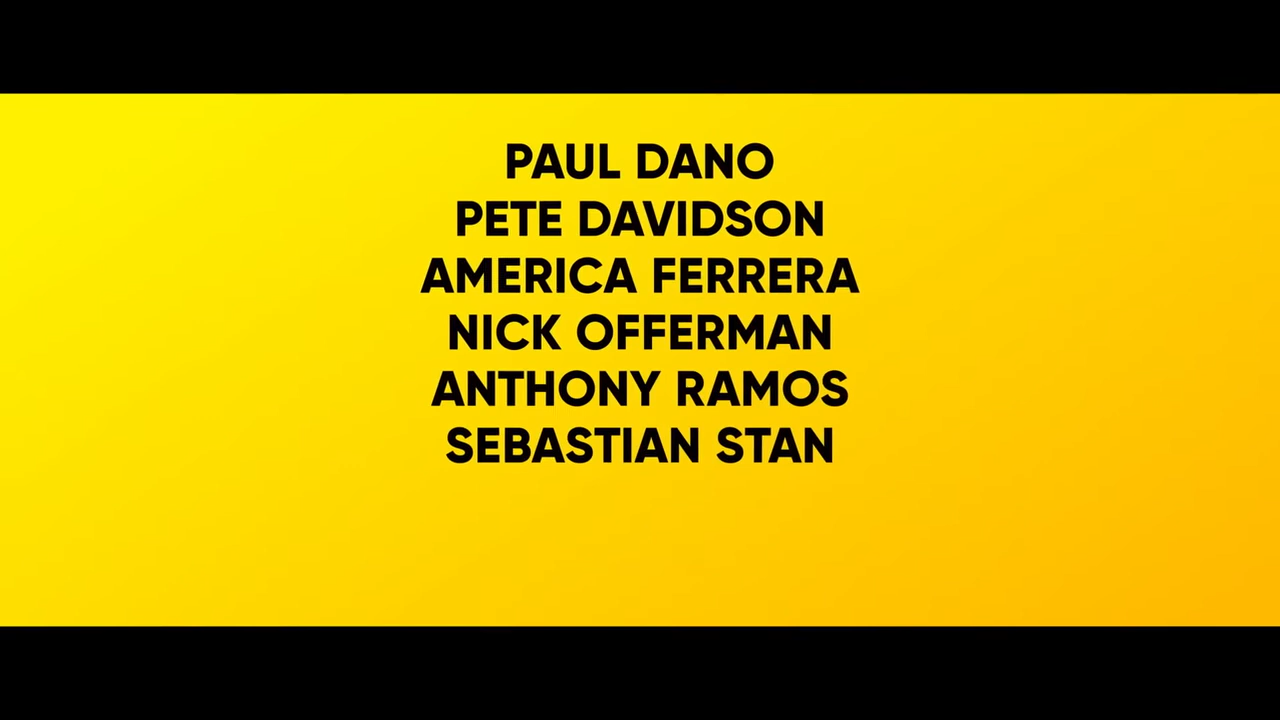 PAUL DANO
PETE DAVIDSON
AMERICA FERRERA
NICK OFFERMAN
ANTHONY RAMOS
SEBASTIAN STAN